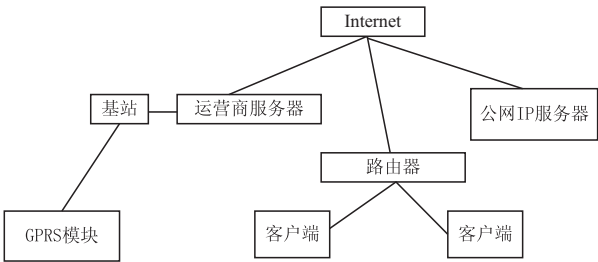 Internet
基站
运营商服务器
公网IP服务器
路由器
GPRS模块
客户端
客户端